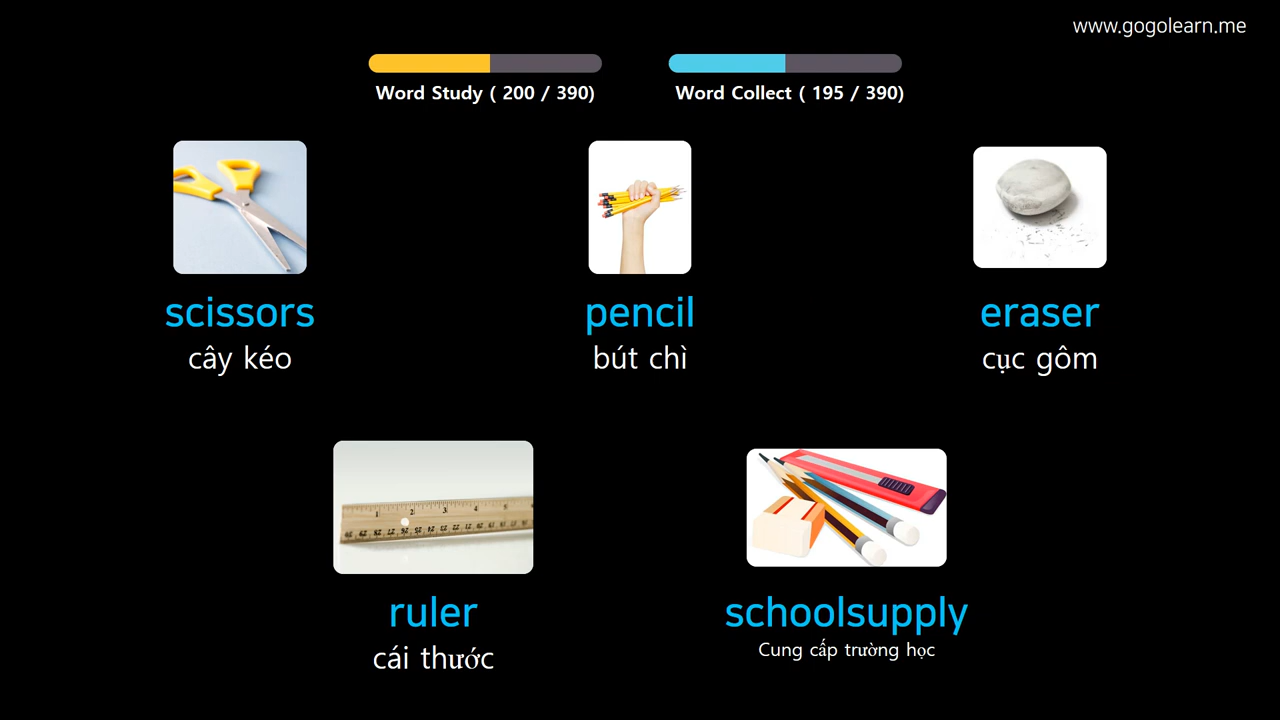 www.gogolearn.me
Word Study ( 200 / 390)
Word Collect ( 195 / 390)
scissors
cây kéo
pencil
bút chì
eraser
cục gôm
ruler
cái thước
schoolsupply
Cung cấp trường học